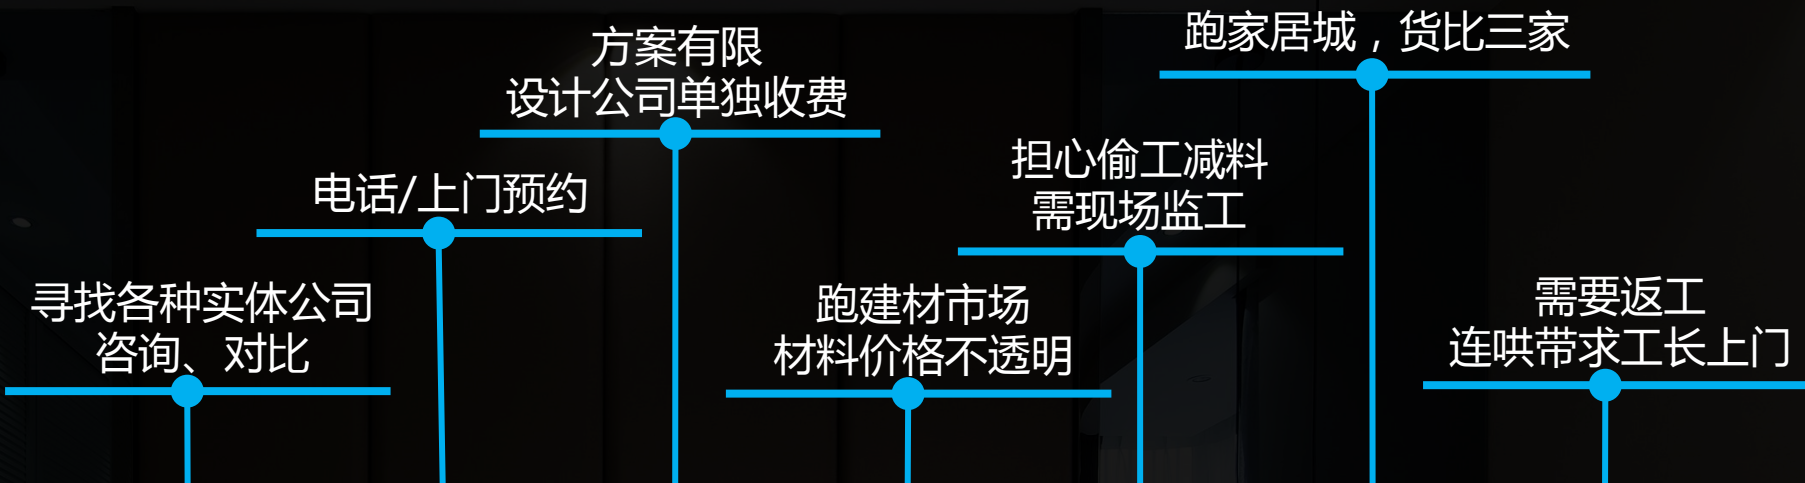 寻找各种实体公司
咨询、对比
电话/上门预约
方案有限
设计公司单独收费
跑建材市场
材料价格不透明
担心偷工减料
需现场监工
跑家居城，货比三家
需要返工
连哄带求工长上门